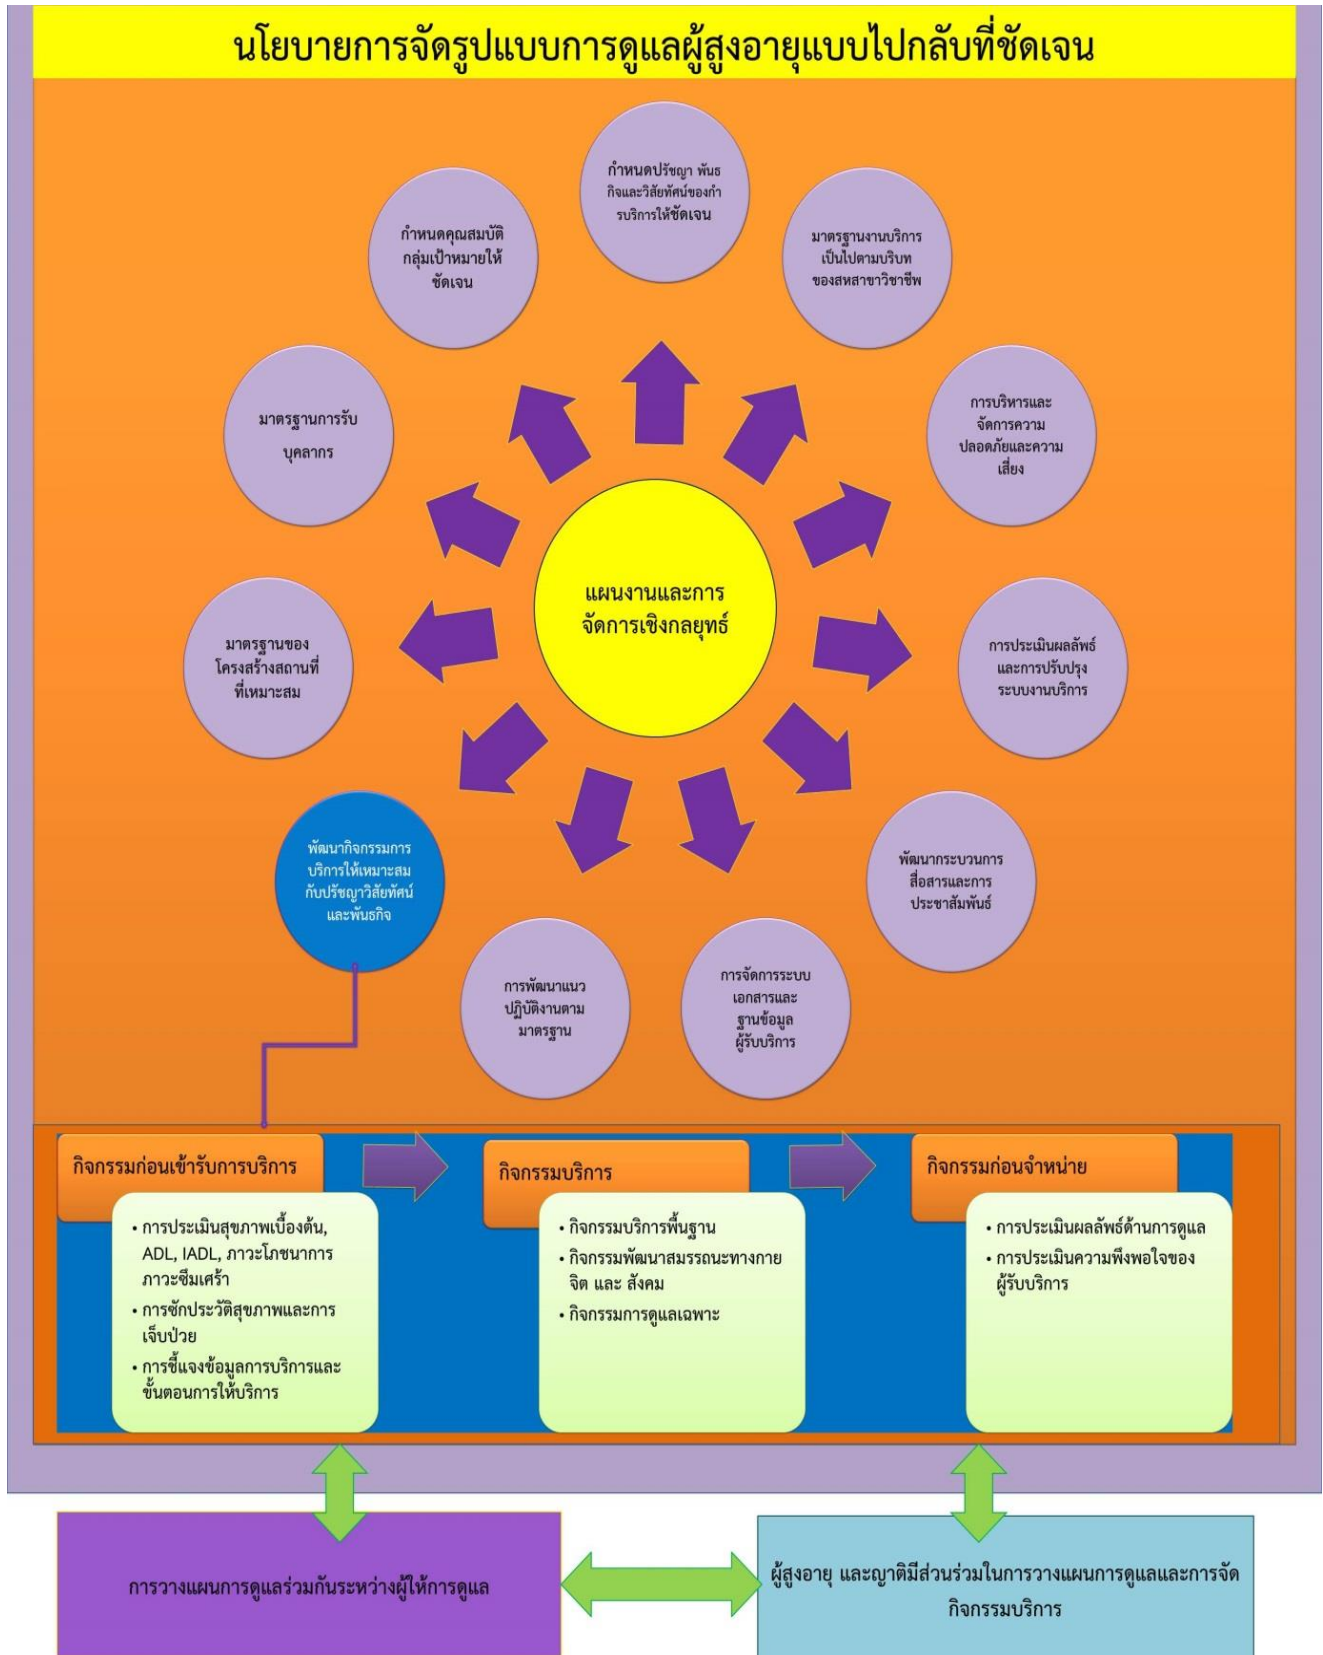 นโยบายการจัดรูปแบบการดูแลผู้สูงอายุแบบไปกลับที่ชัดเจน
กำหนดปรัชญา พันธ
กิจและวิสัยทัศน์ของกำ
รบริการให้ชัดเจน
มาตรฐานงานบริการ
เป็นไปตามบริบท
ของสหสาขาวิชาชีพ
การบริหารและ
จัดการความ
ปลอดภัยและความ
เสี่ยง
การประเมินผลลัพธ์
และการปรับปรุง
ระบบงานบริการ
พัฒนากระบวนการ
สื่อสารและการ
ประชาสัมพันธ์
การจัดการระบบ
เอกสารและ
ฐานข้อมูล
ผู้รับบริการ
การพัฒนาแนว
ปฏิบัติงานตาม
มาตรฐาน
พัฒนากิจกรรมการ
บริการให้เหมาะสม
กับปรัชญาวิสัยทัศน์
และพันธกิจ
มาตรฐานของ
โครงสร้างสถานที่
ที่เหมาะสม
มาตรฐานการรับ
บุคลากร
กำหนดคุณสมบัติ
กลุ่มเป้าหมายให้
ชัดเจน
แผนงานและการ
จัดการเชิงกลยุทธ์
กิจกรรมก่อนเข้ารับการบริการ
• การประเมินสุขภาพเบื้องต้น,
ADL, IADL, ภาวะโภชนาการ
ภาวะซึมเศร้า
• การซักประวัติสุขภาพและการ
เจ็บป่วย
• การชี้แจงข้อมูลการบริการและ
ขั้นตอนการให้บริการ
กิจกรรมบริการ
• กิจกรรมบริการพื้นฐาน
• กิจกรรมพัฒนาสมรรถนะทางกาย
จิต และ สังคม
• กิจกรรมการดูแลเฉพาะ
กิจกรรมก่อนจำหน่าย
• การประเมินผลลัพธ์ด้านการดูแล
• การประเมินความพึงพอใจของ
ผู้รับบริการ
การวางแผนการดูแลร่วมกันระหว่างผู้ให้การดูแล
ผู้สูงอายุ และญาติมีส่วนร่วมในการวางแผนการดูแลและการจัด
กิจกรรมบริการ